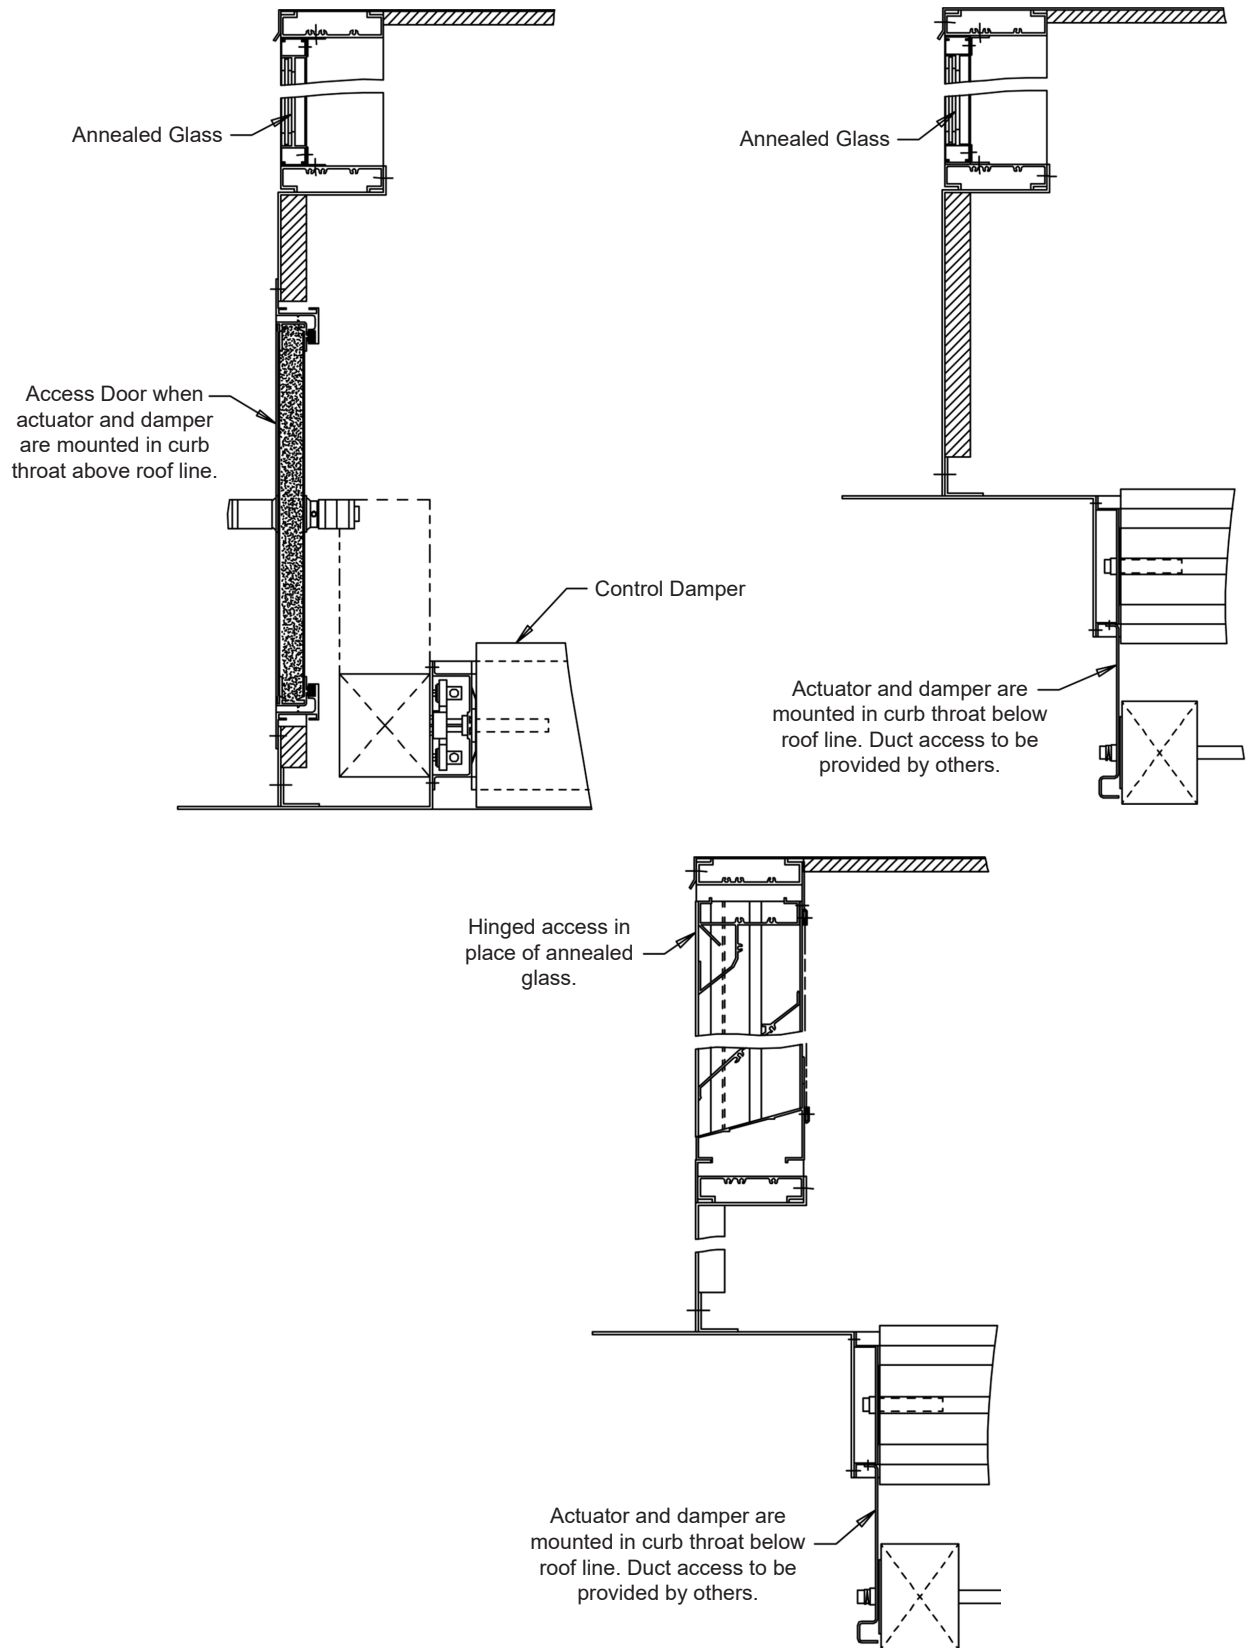 Annealed Glass
Annealed Glass
Access Door when
actuator and damper
are mounted in curb
throat above roof line.
Control Damper
Actuator and damper are
mounted in curb throat below
roof line. Duct access to be
provided by others.
Hinged access in
place of annealed
glass.
Actuator and damper are
mounted in curb throat below
roof line. Duct access to be
provided by others.